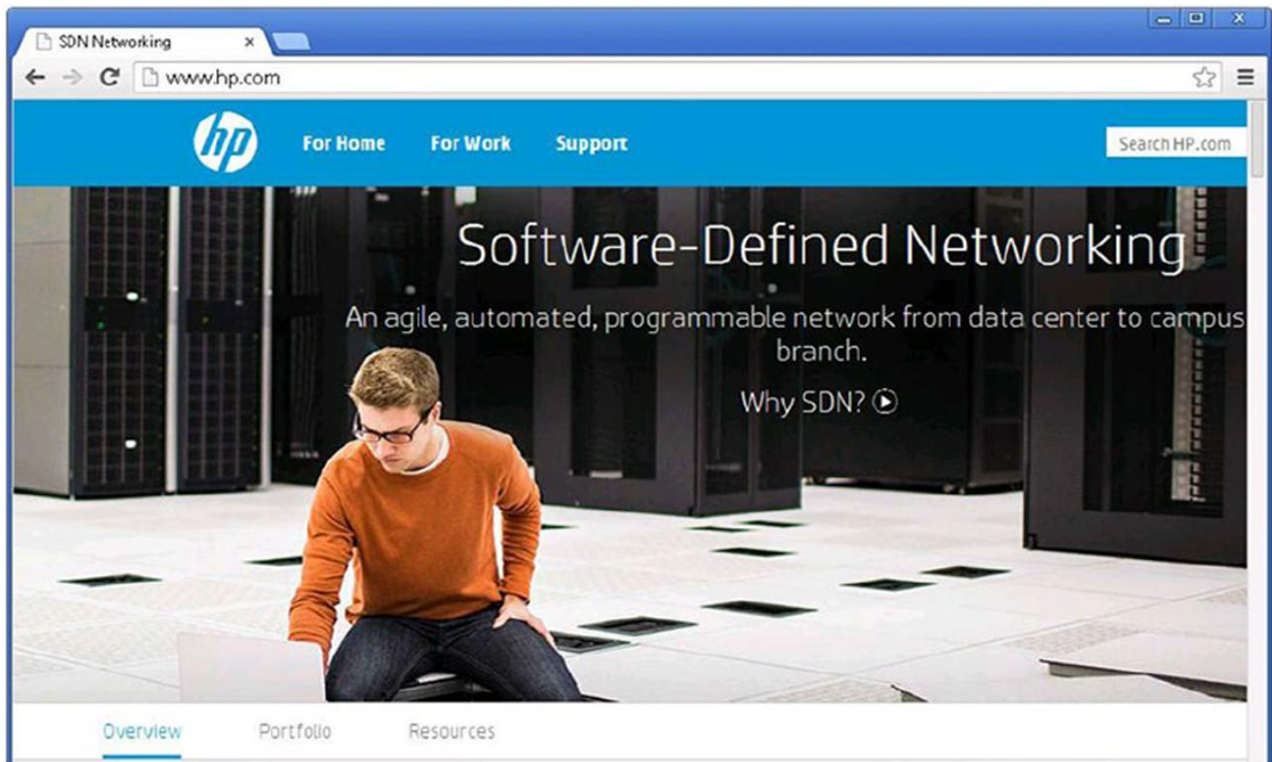 SDN Networking
www.hp.com
hp
For Home For Work Support
Search HP.com
Software-Defined Networking
An agile, automated, programmable network from data center to campus
branch.
Why SDN?
Overview Portfolio Resources